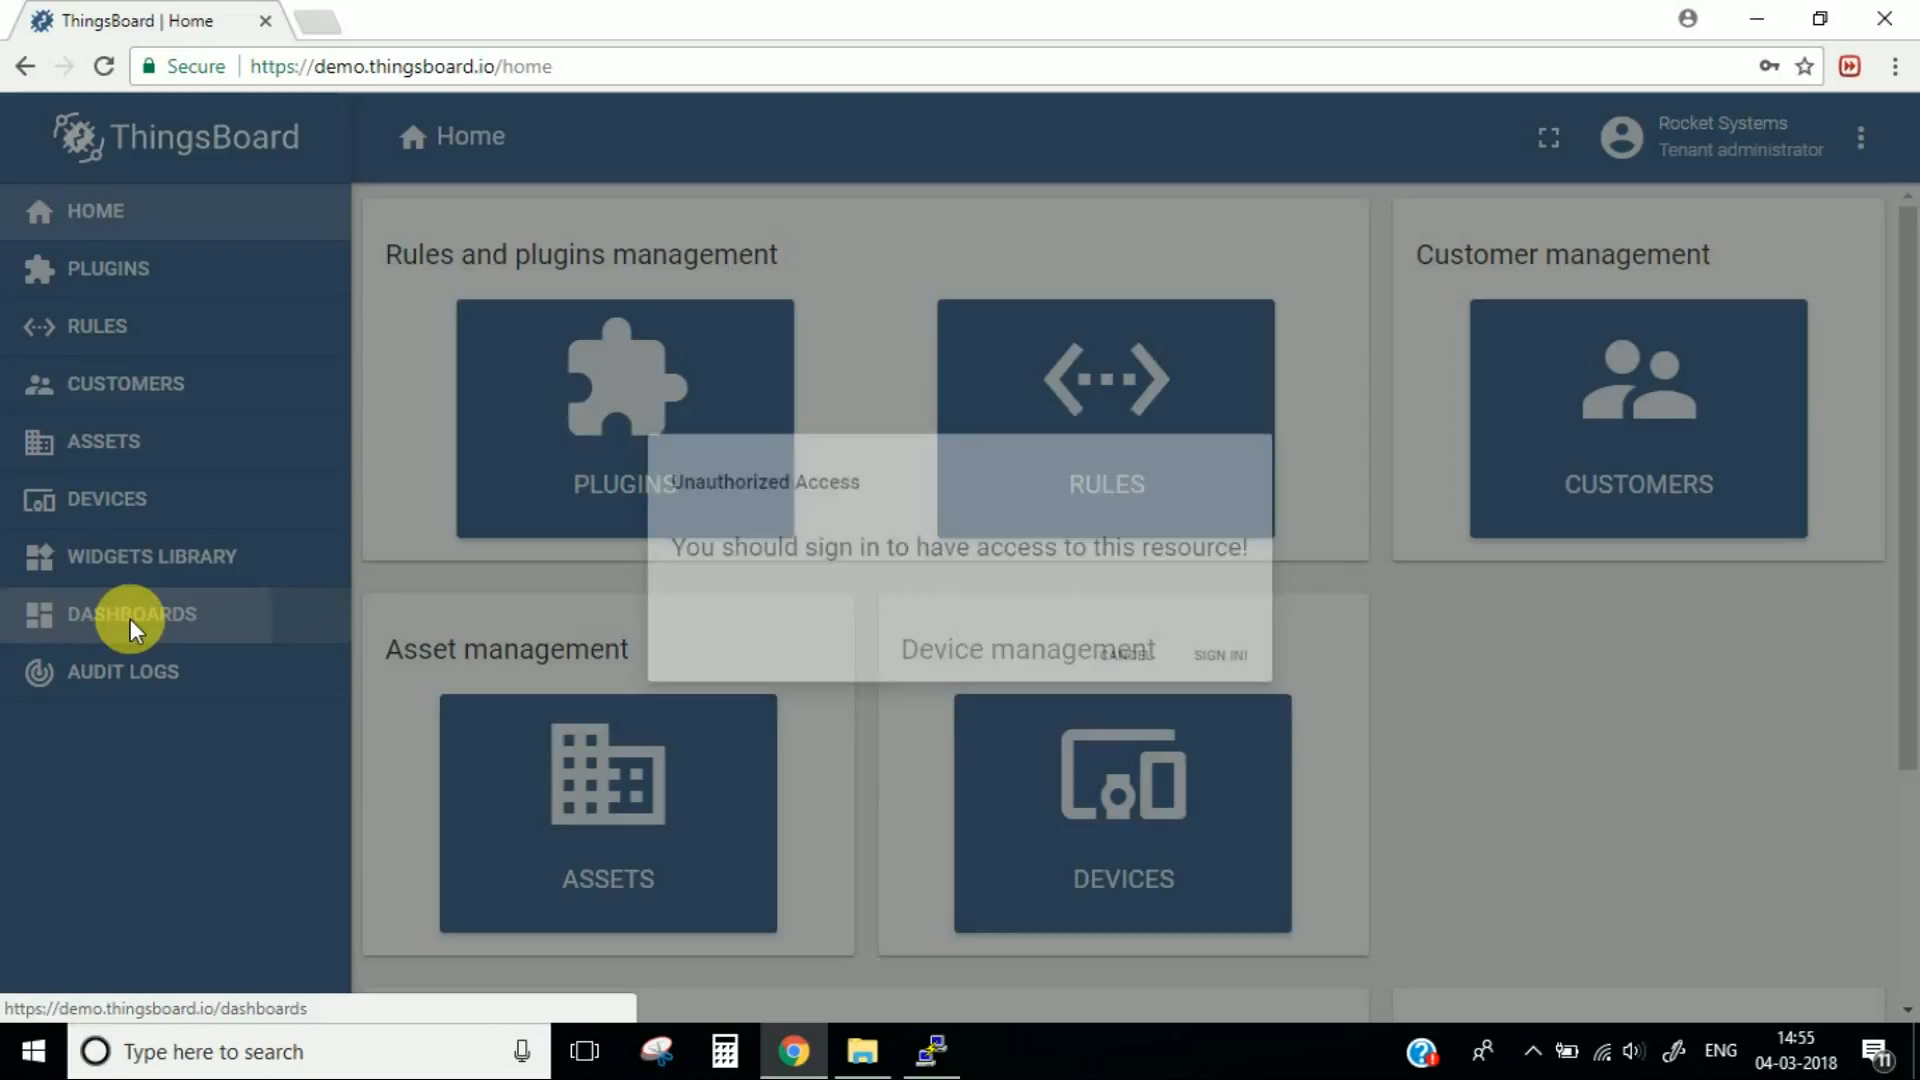 ThingsBoard | Home
Secure
https://demo.thingsboard.io/home
ThingsBoard
Home
Rocket Systems
Tenant administrator
HOME
PLUGINS
RULES
CUSTOMERS
ASSETS
DEVICES
WIDGETS LIBRARY
DASHBOARDS
AUDIT LOGS
Rules and plugins management
PLUGINS
RULES
Customer management
CUSTOMERS
Unauthorized Access
You should sign in to have access to this resource!
CANCEL
SIGN IN!
Asset management
ASSETS
Device management
DEVICES
https://demo.thingsboard.io/dashboards
Type here to search
ENG
14:55
04-03-2018
11